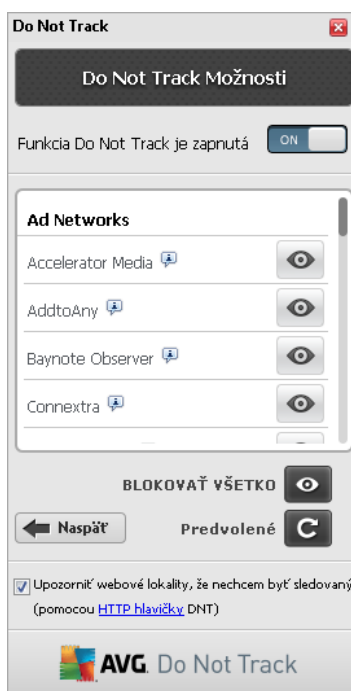 Do Not Track
Do Not Track Možnosti
Funkcia Do Not Track je zapnutá ON
Ad Networks
Accelerator Media
AddtoAny
Baynote Observer
Connextra
BLOKOVAŤ VŠETKO
Naspäť Predvolené
Upozorniť webové lokality, že nechcem byť sledovaný
(pomocou HTTP hlavičky DNT)
AVG. Do Not Track